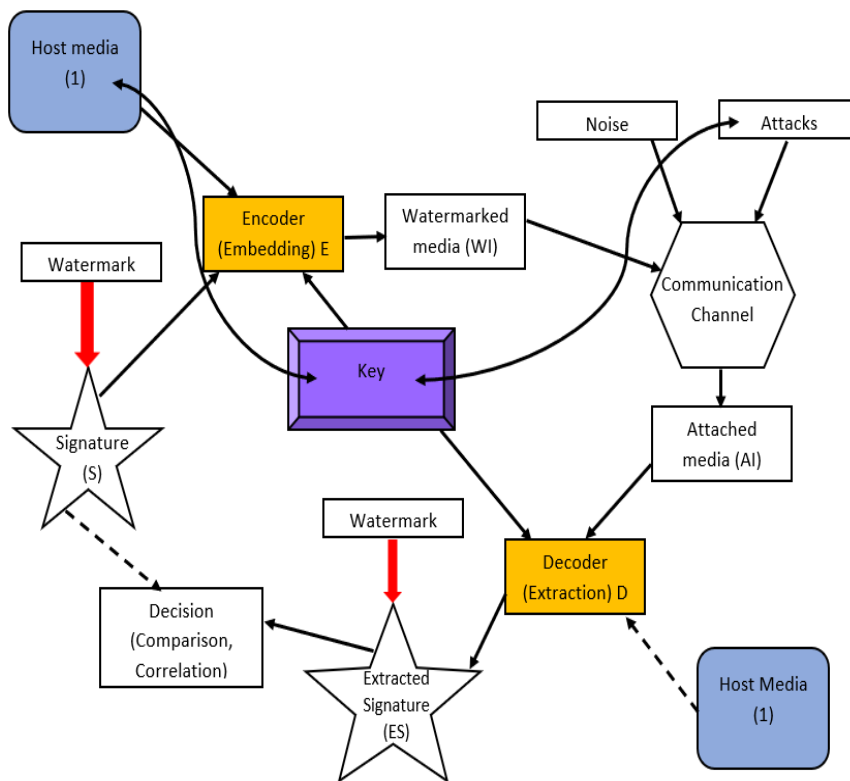 Host media
(1)
Noise
Attacks
Encoder
(Embedding) E
Watermarked
media (WI)
Watermark
Communication
Channel
Key
Signature
(S)
Attached
media (AI)
Watermark
Decoder
(Extraction) D
Decision
(Comparison,
Correlation)
Extracted
Signature
(ES)
Host Media
(1)